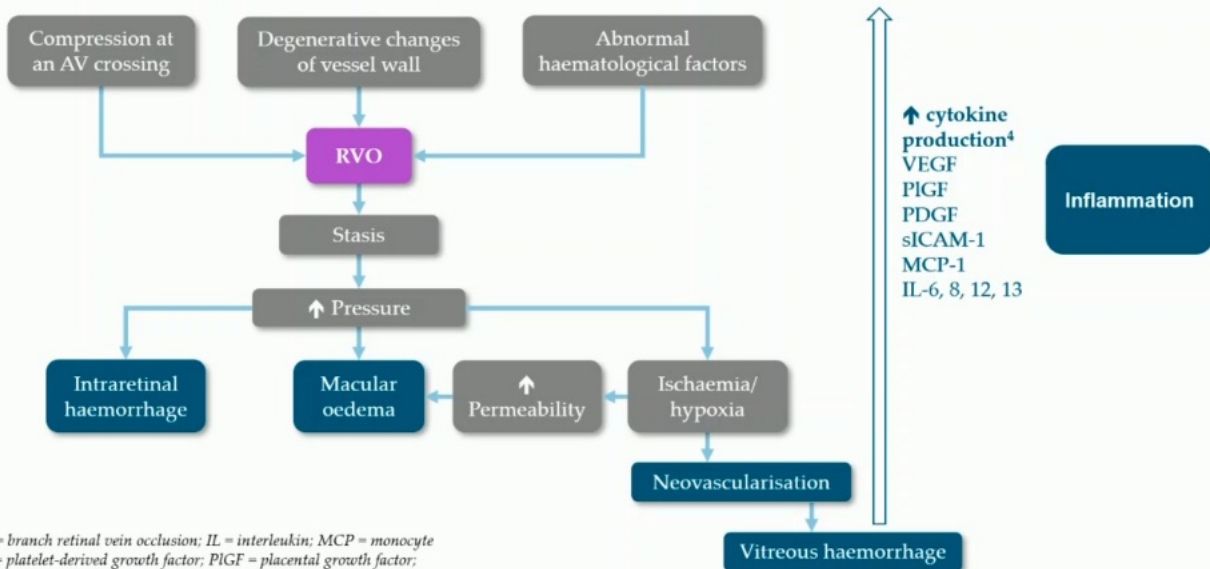 Compression at
an AV crossing
Degenerative changes
of vessel wall
Abnormal
haematological factors
RVO
Stasis
↑ Pressure
Intraretinal
haemorrhage
Macular
oedema
↑
Permeability
Ischaemia/
hypoxia
Neovascularisation
Vitreous haemorrhage
↑ cytokine
production⁴
VEGF
PlGF
PDGF
sICAM-1
MCP-1
IL-6, 8, 12, 13
Inflammation
= branch retinal vein occlusion; IL = interleukin; MCP = monocyte
= platelet-derived growth factor; PlGF = placental growth factor;